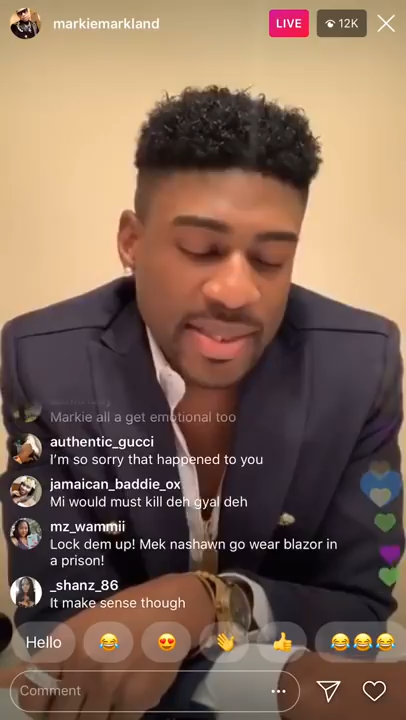 markiemarkland
LIVE
12K
Markie all a get emotional too
authentic_gucci
I'm so sorry that happened to you
jamaican_baddie_ox
Mi would must kill deh gyal deh
mz_wammii
Lock dem up! Mek nashawn go wear blazor in
a prison!
_shanz_86
It make sense though
Hello
Comment